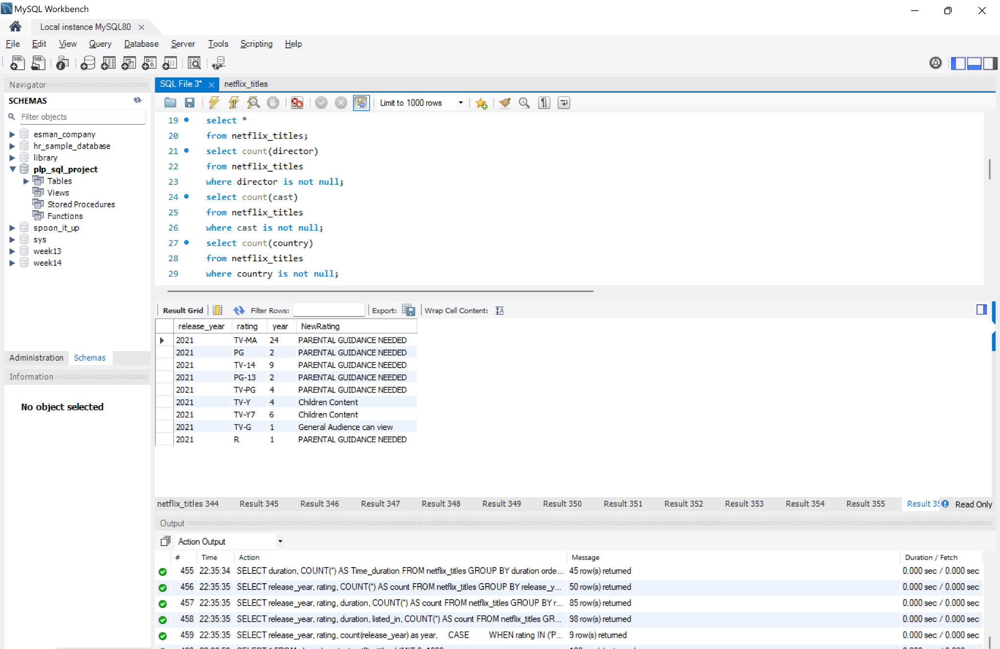 MySQL Workbench
Local instance MySQL80
File Edit View Query Database Server Tools Scripting Help
Navigator
SCHEMAS
Filter objects
esman_company
hr_sample_database
library
plp_sql_project
Tables
Views
Stored Procedures
Functions
spoon_it_up
sys
week13
week14
Administration Schemas
Information
No object selected
SQL File 3* netflix_titles
Limit to 1000 rows
19 select *
20 from netflix_titles;
21 select count(director)
22 from netflix_titles
23 where director is not null;
24 select count(cast)
25 from netflix_titles
26 where cast is not null;
27 select count(country)
28 from netflix_titles
29 where country is not null;
Result Grid Filter Rows: Export: Wrap Cell Content:
release_year rating year NewRating
2021 TV-MA 24 PARENTAL GUIDANCE NEEDED
2021 PG 2 PARENTAL GUIDANCE NEEDED
2021 TV-14 9 PARENTAL GUIDANCE NEEDED
2021 PG-13 2 PARENTAL GUIDANCE NEEDED
2021 TV-PG 4 PARENTAL GUIDANCE NEEDED
2021 TV-Y 4 Children Content
2021 TV-Y7 6 Children Content
2021 TV-G 1 General Audience can view
2021 R 1 PARENTAL GUIDANCE NEEDED
netflix_titles 344 Result 345 Result 346 Result 347 Result 348 Result 349 Result 350 Result 351 Result 352 Result 353 Result 354 Result 355 Result 35 Read Only
Output
Action Output
# Time Action Message Duration / Fetch
455 22:35:34 SELECT duration, COUNT(*) AS Time_duration FROM netflix_titles GROUP BY duration orde... 45 row(s) returned 0.000 sec / 0.000 sec
456 22:35:35 SELECT release_year, rating, COUNT(*) AS count FROM netflix_titles GROUP BY release_y... 50 row(s) returned 0.000 sec / 0.000 sec
457 22:35:35 SELECT release_year, rating, duration, COUNT(*) AS count FROM netflix_titles GROUP BY r... 85 row(s) returned 0.000 sec / 0.000 sec
458 22:35:35 SELECT release_year, rating, duration, listed_in, COUNT(*) AS count FROM netflix_titles GR... 98 row(s) returned 0.000 sec / 0.000 sec
459 22:35:35 SELECT release_year, rating, count(release_year) as year, CASE WHEN rating IN ('P... 9 row(s) returned 0.000 sec / 0.000 sec